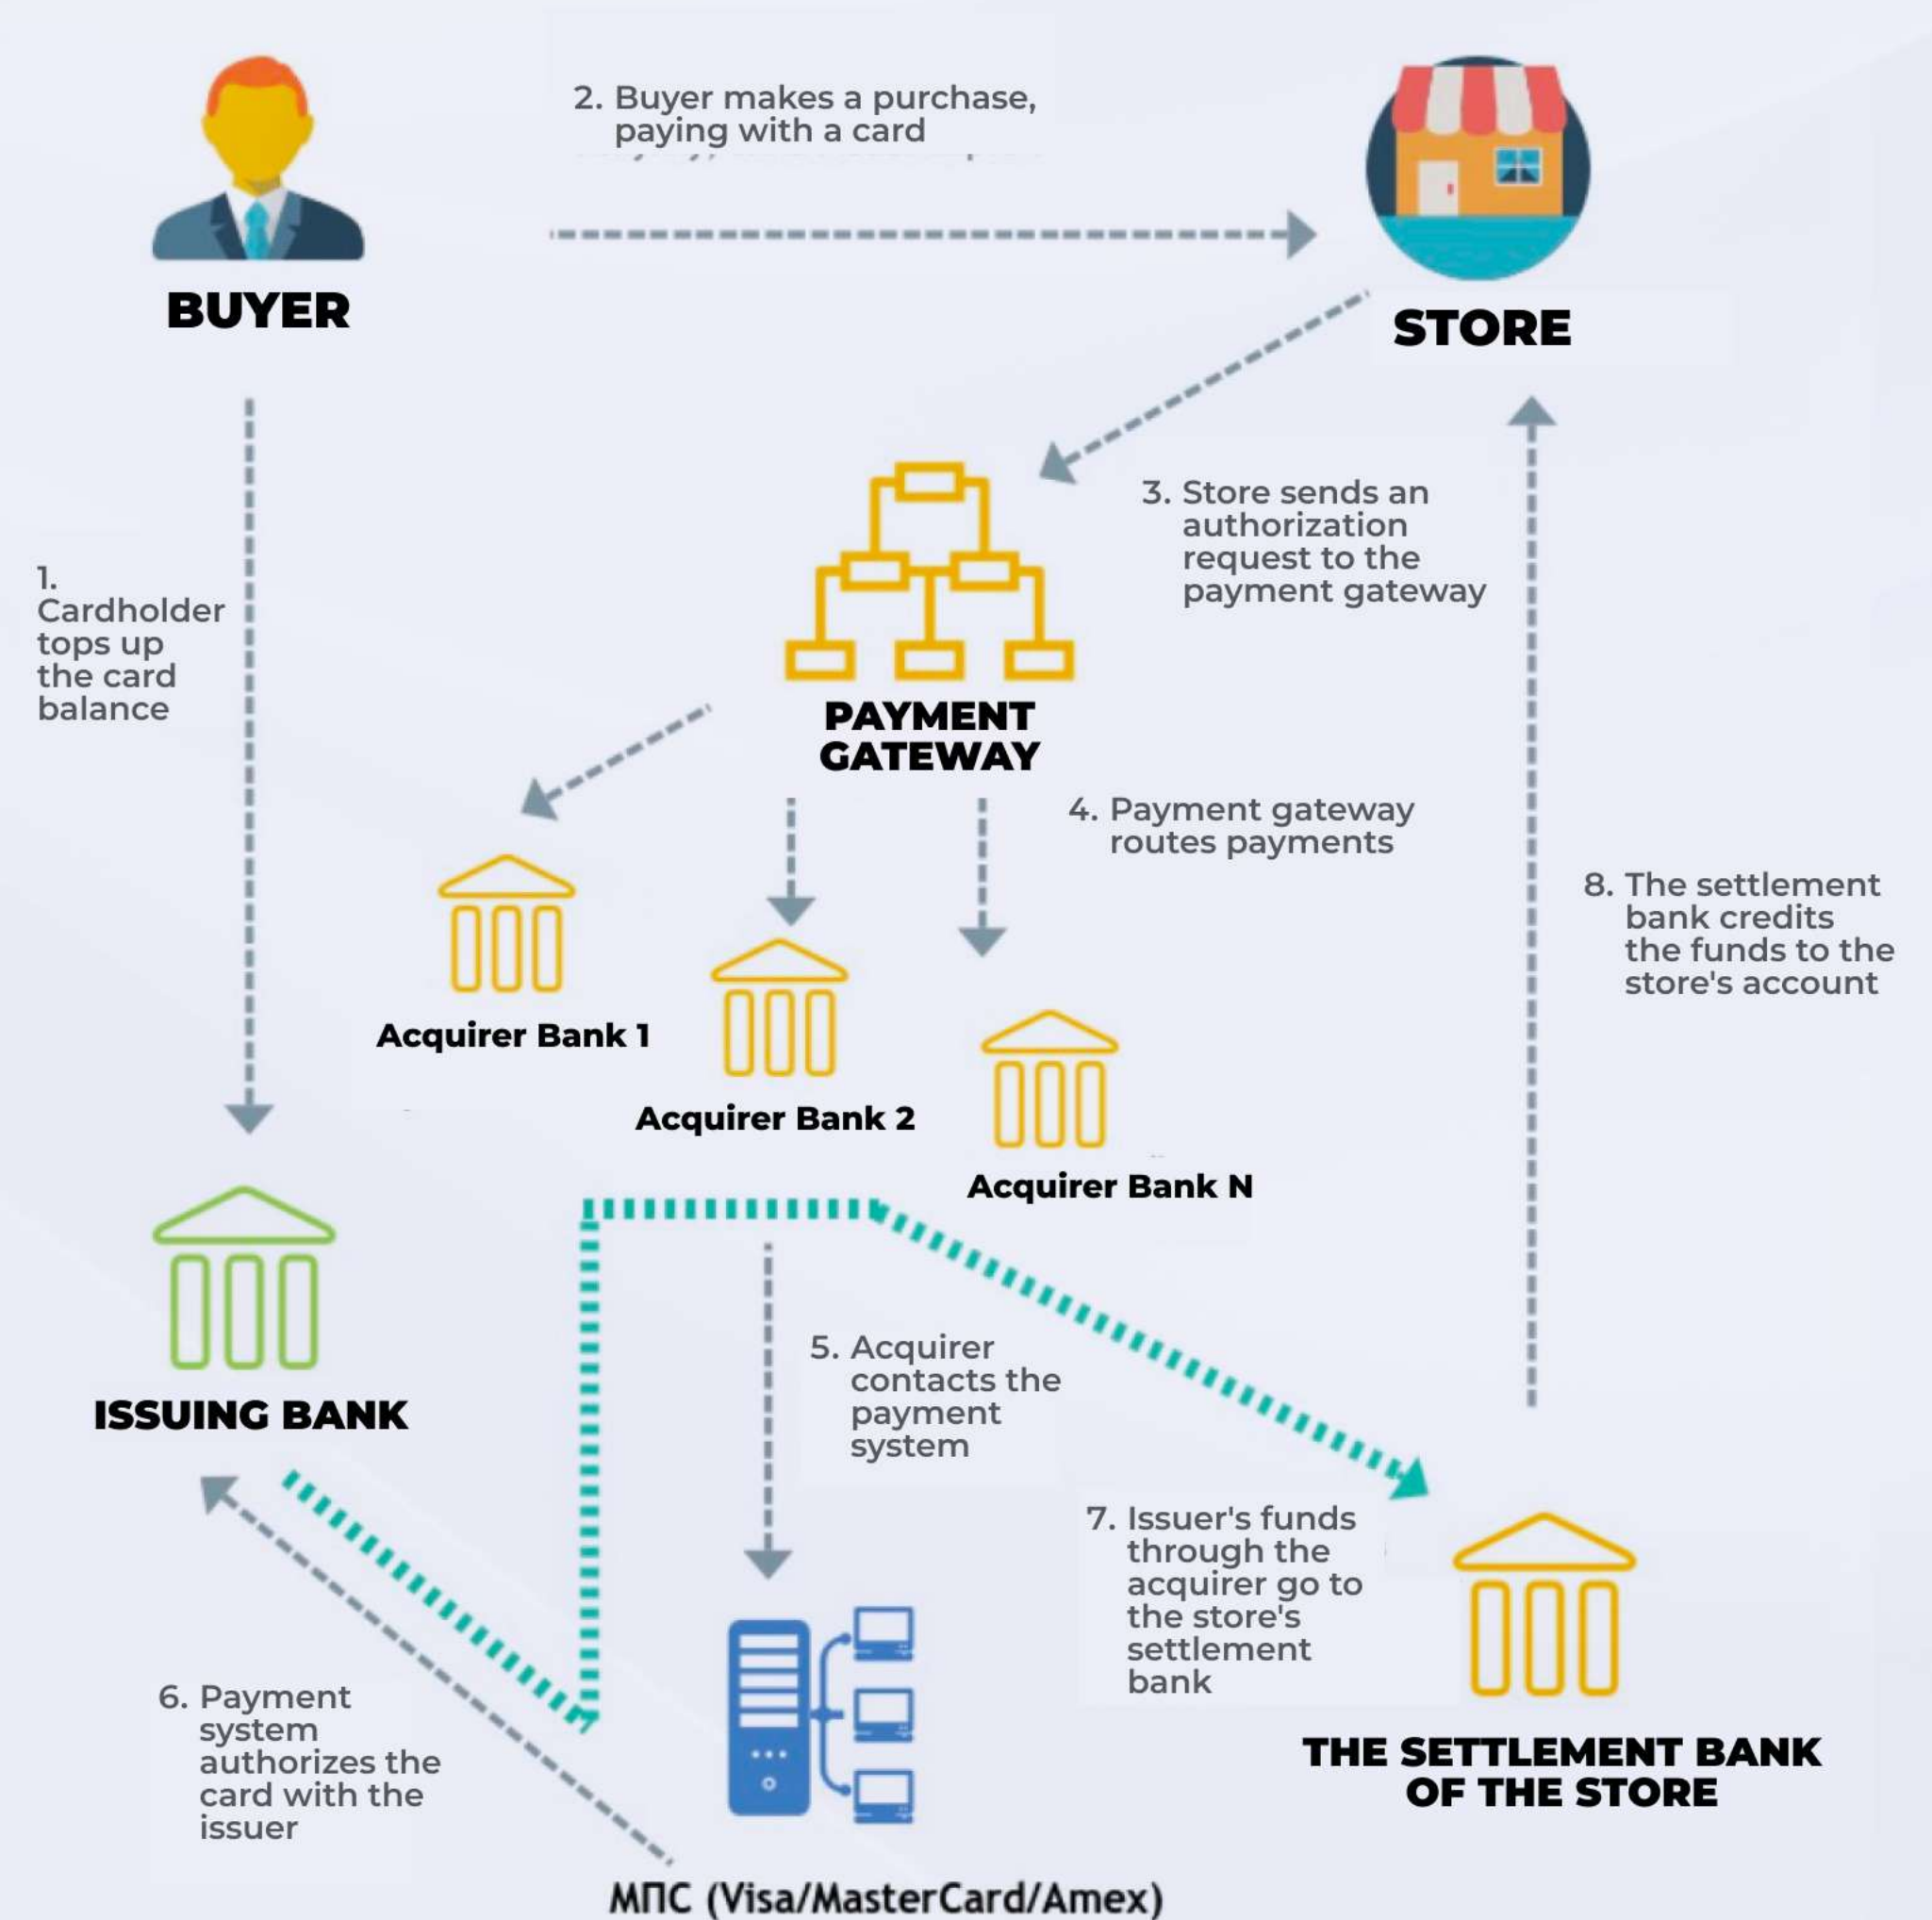 2. Buyer makes a purchase,
paying with a card
BUYER
STORE
3. Store sends an
authorization
request to the
payment gateway
1.
Cardholder
tops up
the card
balance
PAYMENT
GATEWAY
4. Payment gateway
routes payments
8. The settlement
bank credits
the funds to the
store's account
Acquirer Bank 1
Acquirer Bank 2
Acquirer Bank N
5. Acquirer
contacts the
payment
system
ISSUING BANK
7. Issuer's funds
through the
acquirer go to
the store's
settlement
bank
6. Payment
system
authorizes the
card with the
issuer
THE SETTLEMENT BANK
OF THE STORE
МПС (Visa/MasterCard/Amex)